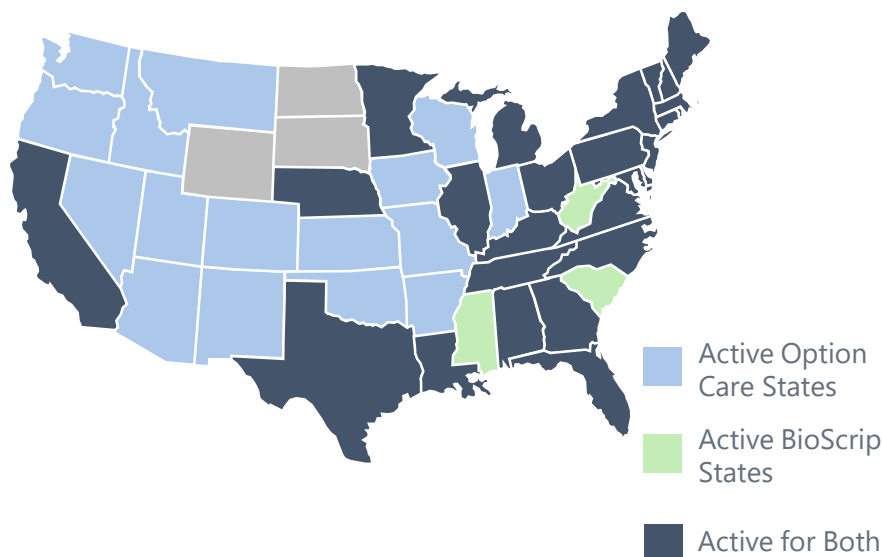 Active Option
Care States
Active BioScrip
States
Active for Both